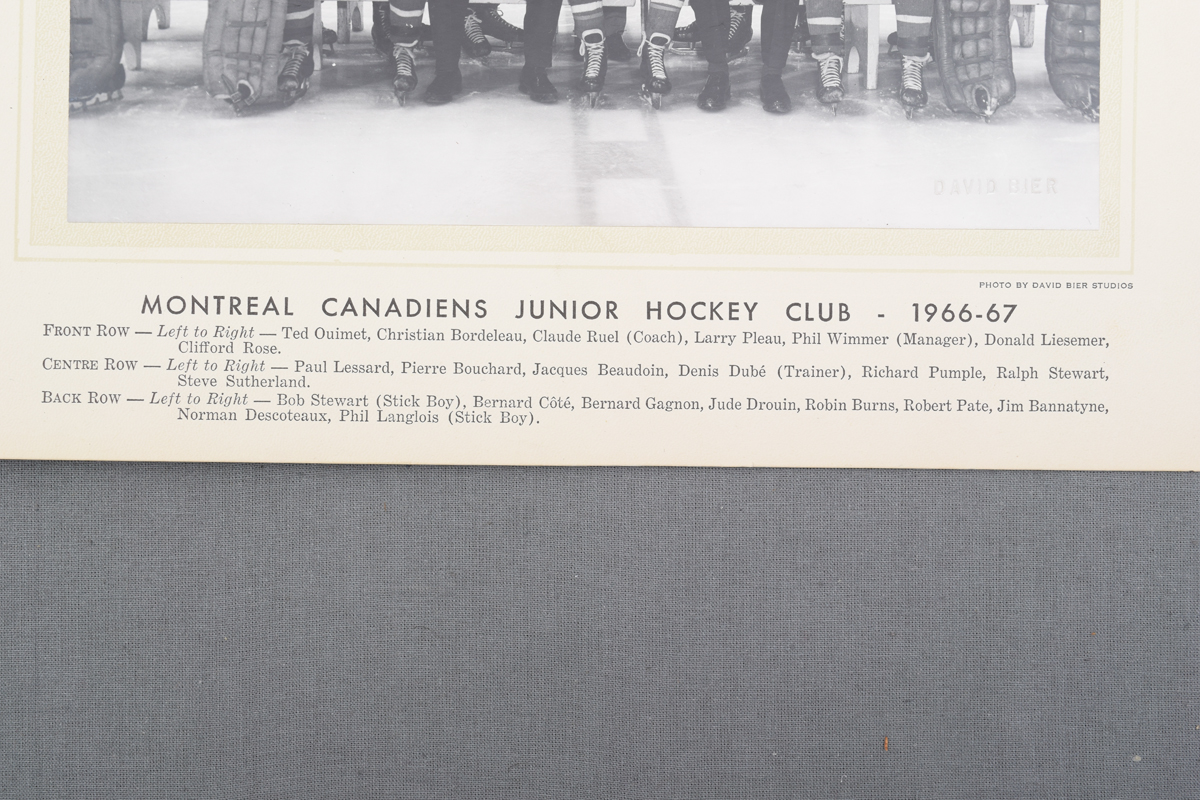 DAVID BIER
PHOTO BY DAVID BIER STUDIOS
MONTREAL CANADIENS JUNIOR HOCKEY CLUB - 1966-67
FRONT ROW — Left to Right — Ted Ouimet, Christian Bordeleau, Claude Ruel (Coach), Larry Pleau, Phil Wimmer (Manager), Donald Liesemer,
Clifford Rose.
CENTRE ROW — Left to Right — Paul Lessard, Pierre Bouchard, Jacques Beaudoin, Denis Dubé (Trainer), Richard Pumple, Ralph Stewart,
Steve Sutherland.
BACK ROW — Left to Right — Bob Stewart (Stick Boy), Bernard Côté, Bernard Gagnon, Jude Drouin, Robin Burns, Robert Pate, Jim Bannatyne,
Norman Descoteaux, Phil Langlois (Stick Boy).